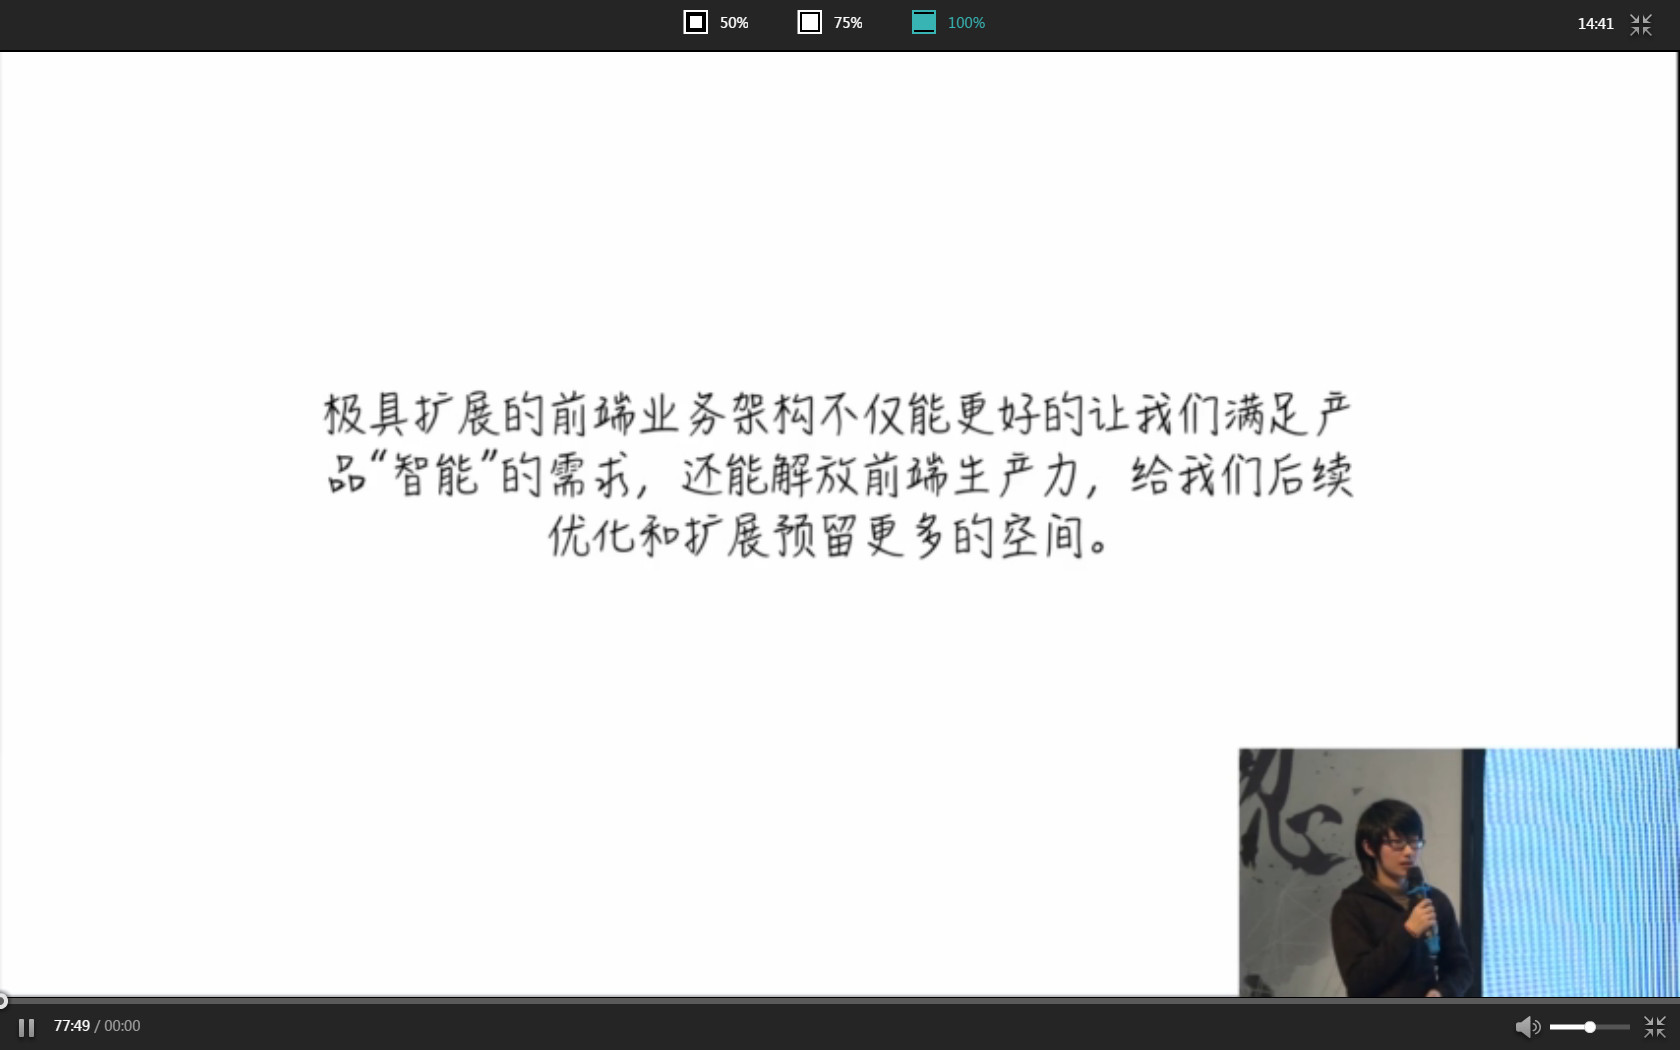 50% 75% 100% 14:41
极具扩展的前端业务架构不仅能更好的让我们满足产
品“智能”的需求，还能解放前端生产力，给我们后续
优化和扩展预留更多的空间。
77:49 / 00:00